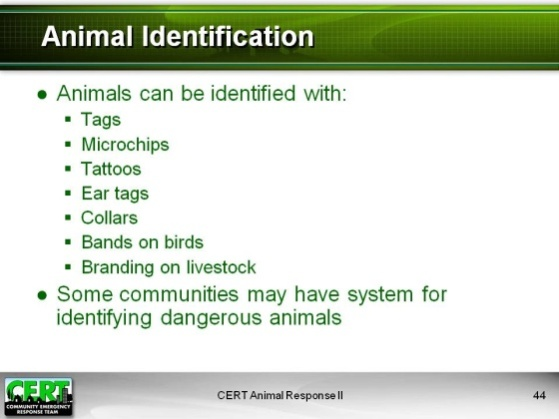 Animal Identification
● Animals can be identified with:
▪ Tags
▪ Microchips
▪ Tattoos
▪ Ear tags
▪ Collars
▪ Bands on birds
▪ Branding on livestock
● Some communities may have system for
identifying dangerous animals
CERT
COMMUNITY EMERGENCY
RESPONSE TEAM
CERT Animal Response II
44